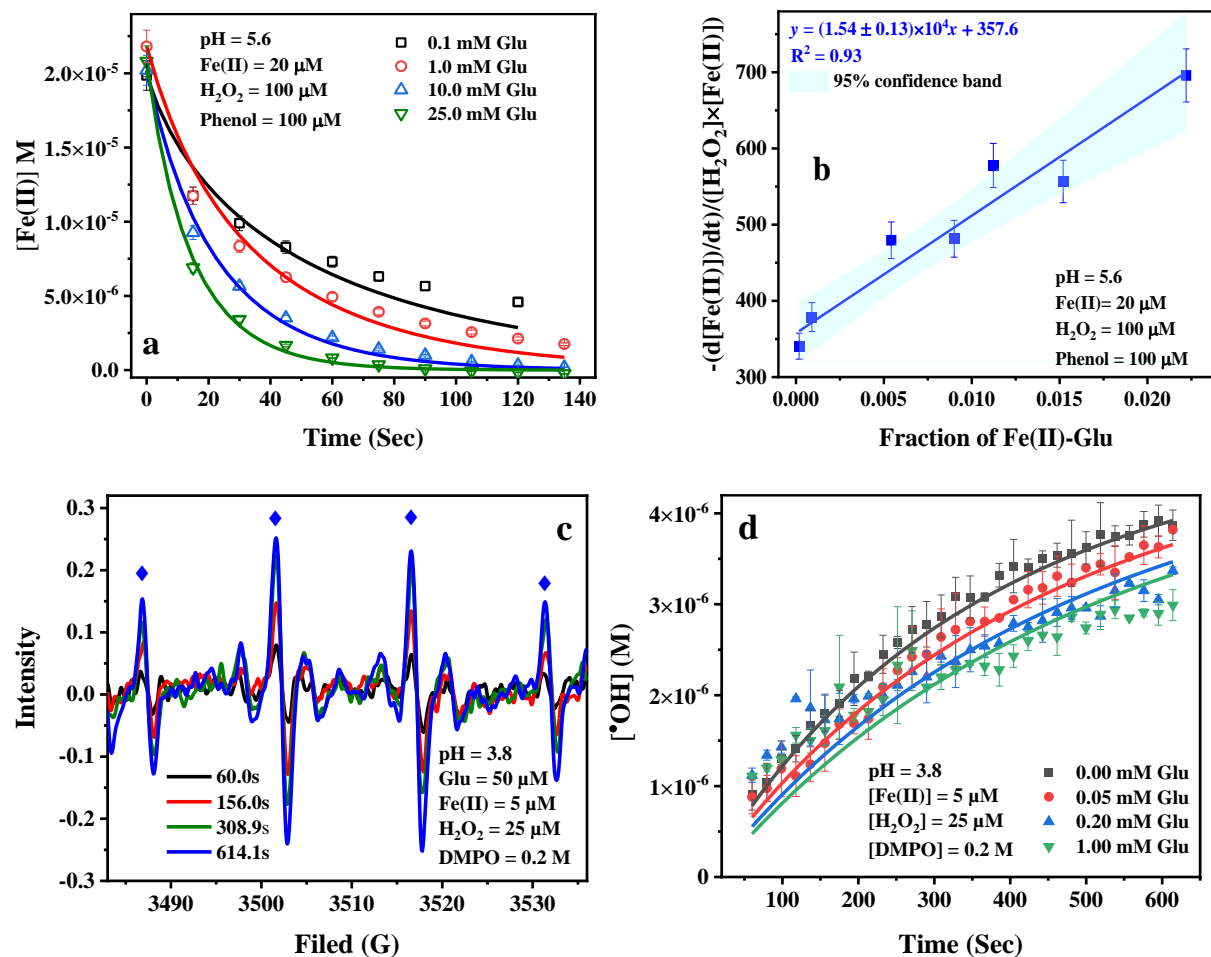 [Fe(II)] M
2.0×10⁻⁵
1.5×10⁻⁵
1.0×10⁻⁵
5.0×10⁻⁶
0.0
pH = 5.6
Fe(II) = 20 μM
H₂O₂ = 100 μM
Phenol = 100 μM
0.1 mM Glu
1.0 mM Glu
10.0 mM Glu
25.0 mM Glu
a
0 20 40 60 80 100 120 140
Time (Sec)
-(d[Fe(II)])/dt)/([H₂O₂]×[Fe(II)]
700
600
500
400
300
y = (1.54 ± 0.13)×10⁴x + 357.6
R² = 0.93
95% confidence band
b
pH = 5.6
Fe(II)= 20 μM
H₂O₂ = 100 μM
Phenol = 100 μM
0.000 0.005 0.010 0.015 0.020
Fraction of Fe(II)-Glu
Intensity
0.3
0.2
0.1
0.0
-0.1
-0.2
-0.3
c
60.0s
156.0s
308.9s
614.1s
pH = 3.8
Glu = 50 μM
Fe(II) = 5 μM
H₂O₂ = 25 μM
DMPO = 0.2 M
3490 3500 3510 3520 3530
Filed (G)
[•OH] (M)
4×10⁻⁶
3×10⁻⁶
2×10⁻⁶
1×10⁻⁶
0
d
pH = 3.8
[Fe(II)] = 5 μM
[H₂O₂] = 25 μM
[DMPO] = 0.2 M
0.00 mM Glu
0.05 mM Glu
0.20 mM Glu
1.00 mM Glu
100 200 300 400 500 600
Time (Sec)